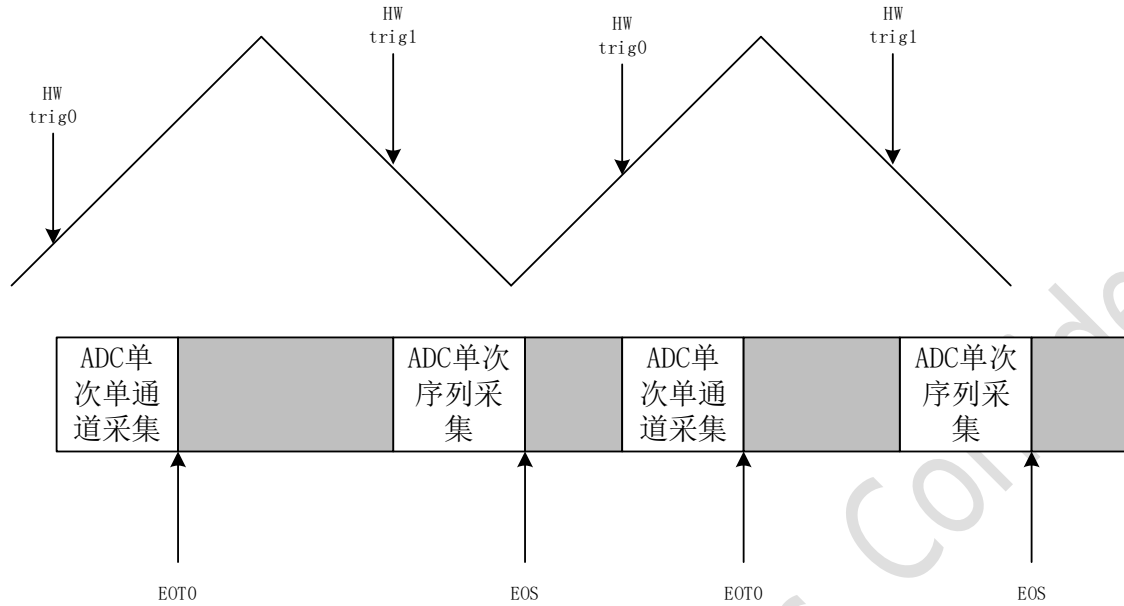 HW
trig0
HW
trig1
HW
trig0
HW
trig1
ADC单
次单通
道采集
ADC单次
序列采
集
ADC单
次单通
道采集
ADC单次
序列采
集
EOT0
EOS
EOT0
EOS